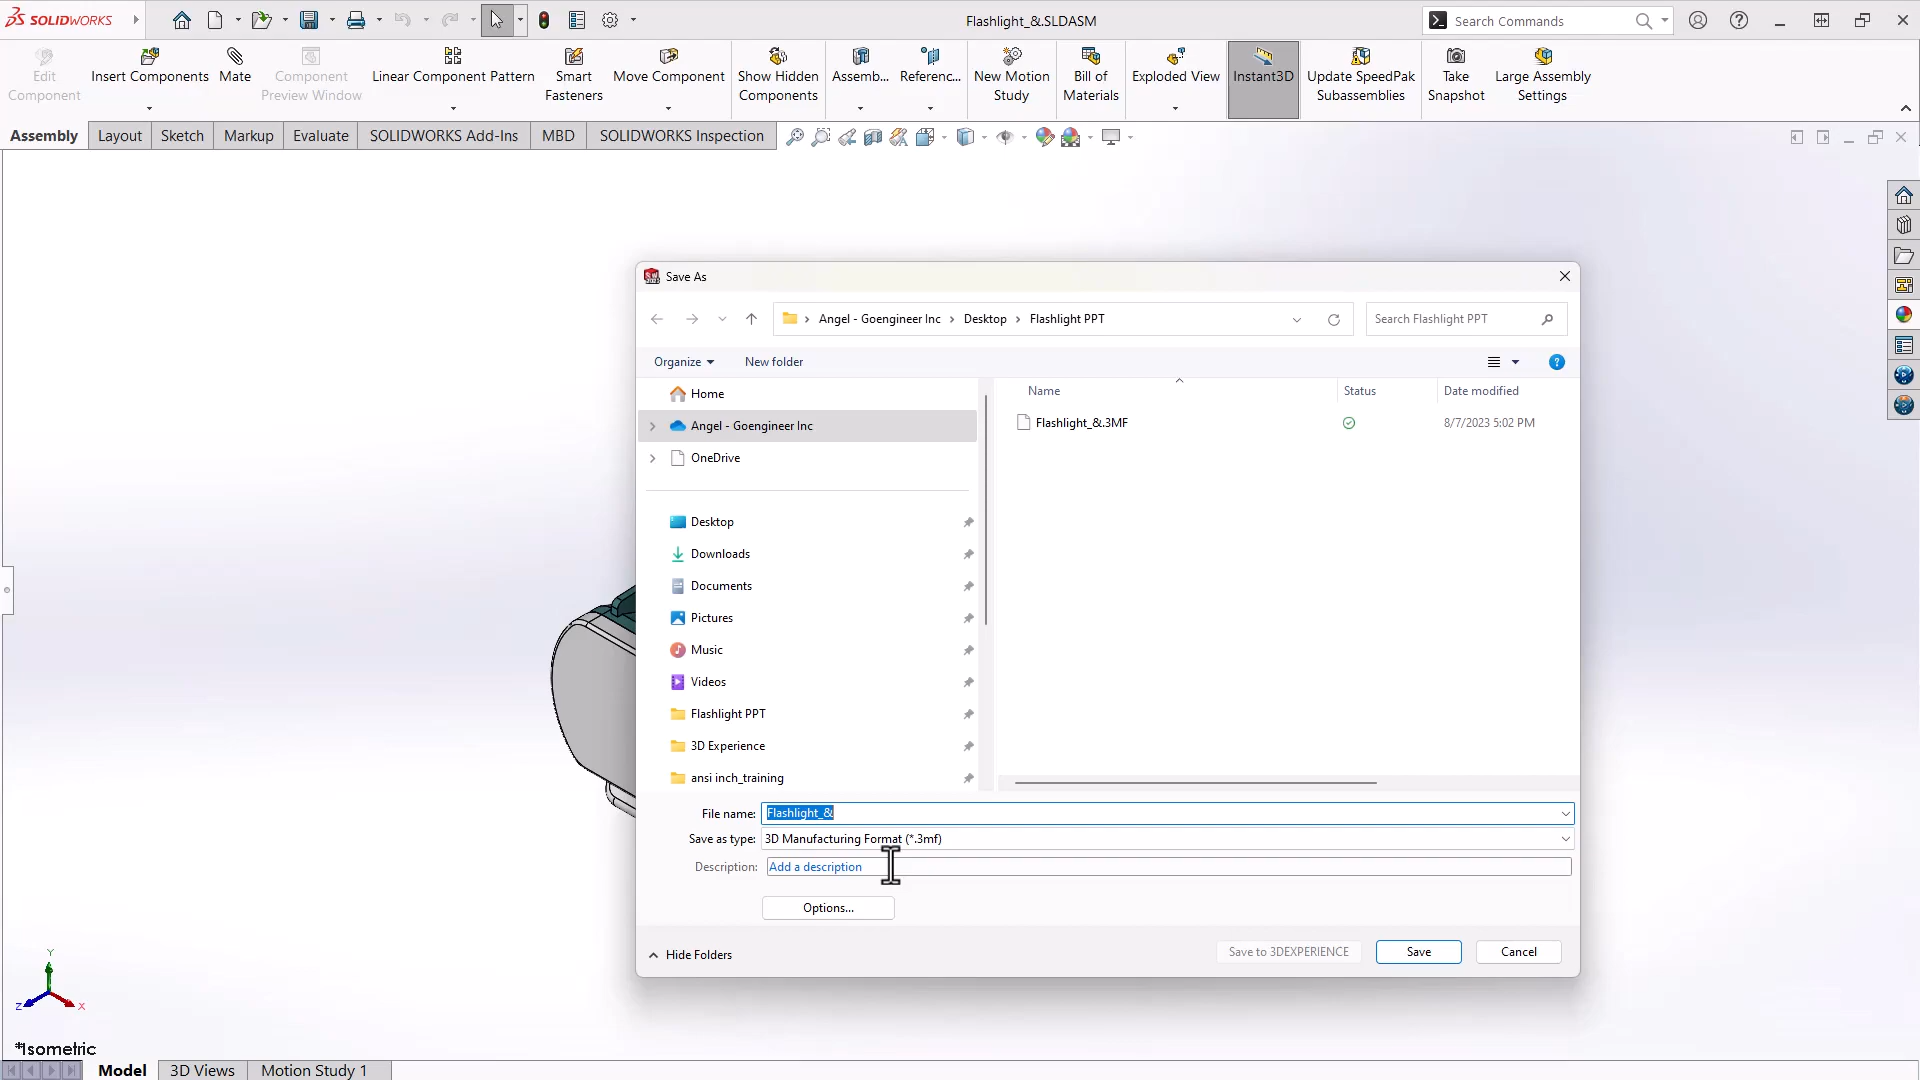 SOLIDWORKS
Flashlight_&.SLDASM
Search Commands
Edit
Component
Insert Components
Mate
Component
Preview Window
Linear Component Pattern
Smart
Fasteners
Move Component
Show Hidden
Components
Assemb...
Referenc...
New Motion
Study
Bill of
Materials
Exploded View
Instant3D
Update SpeedPak
Subassemblies
Take
Snapshot
Large Assembly
Settings
Assembly
Layout
Sketch
Markup
Evaluate
SOLIDWORKS Add-Ins
MBD
SOLIDWORKS Inspection
Save As
Angel - Goengineer Inc
Desktop
Flashlight PPT
Search Flashlight PPT
Organize
New folder
Name
Status
Date modified
Home
Angel - Goengineer Inc
OneDrive
Flashlight_&.3MF
8/7/2023 5:02 PM
Desktop
Downloads
Documents
Pictures
Music
Videos
Flashlight PPT
3D Experience
ansi inch_training
File name: Flashlight_&
Save as type: 3D Manufacturing Format (*.3mf)
Description: Add a description
Options...
Hide Folders
Save to 3DEXPERIENCE
Save
Cancel
Y
Z
X
*Isometric
Model
3D Views
Motion Study 1